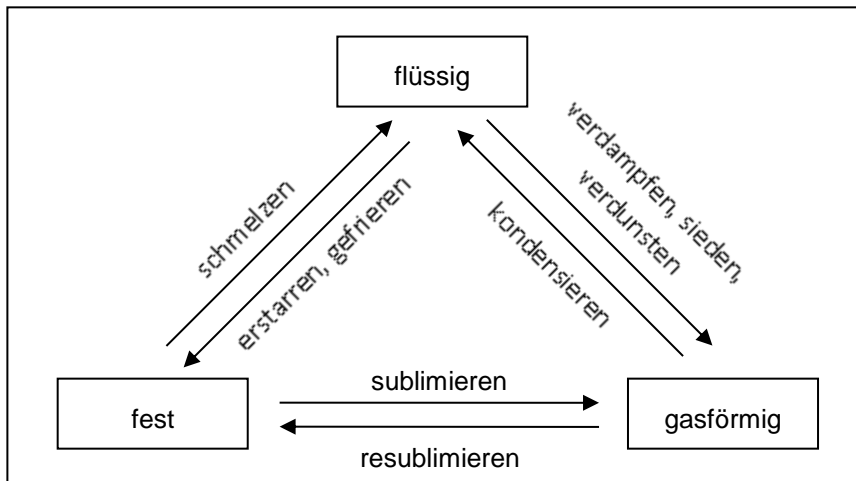 flüssig
verdampfen, sieden,
verdunsten
kondensieren
schmelzen
erstarren, gefrieren
fest
sublimieren
resublimieren
gasförmig